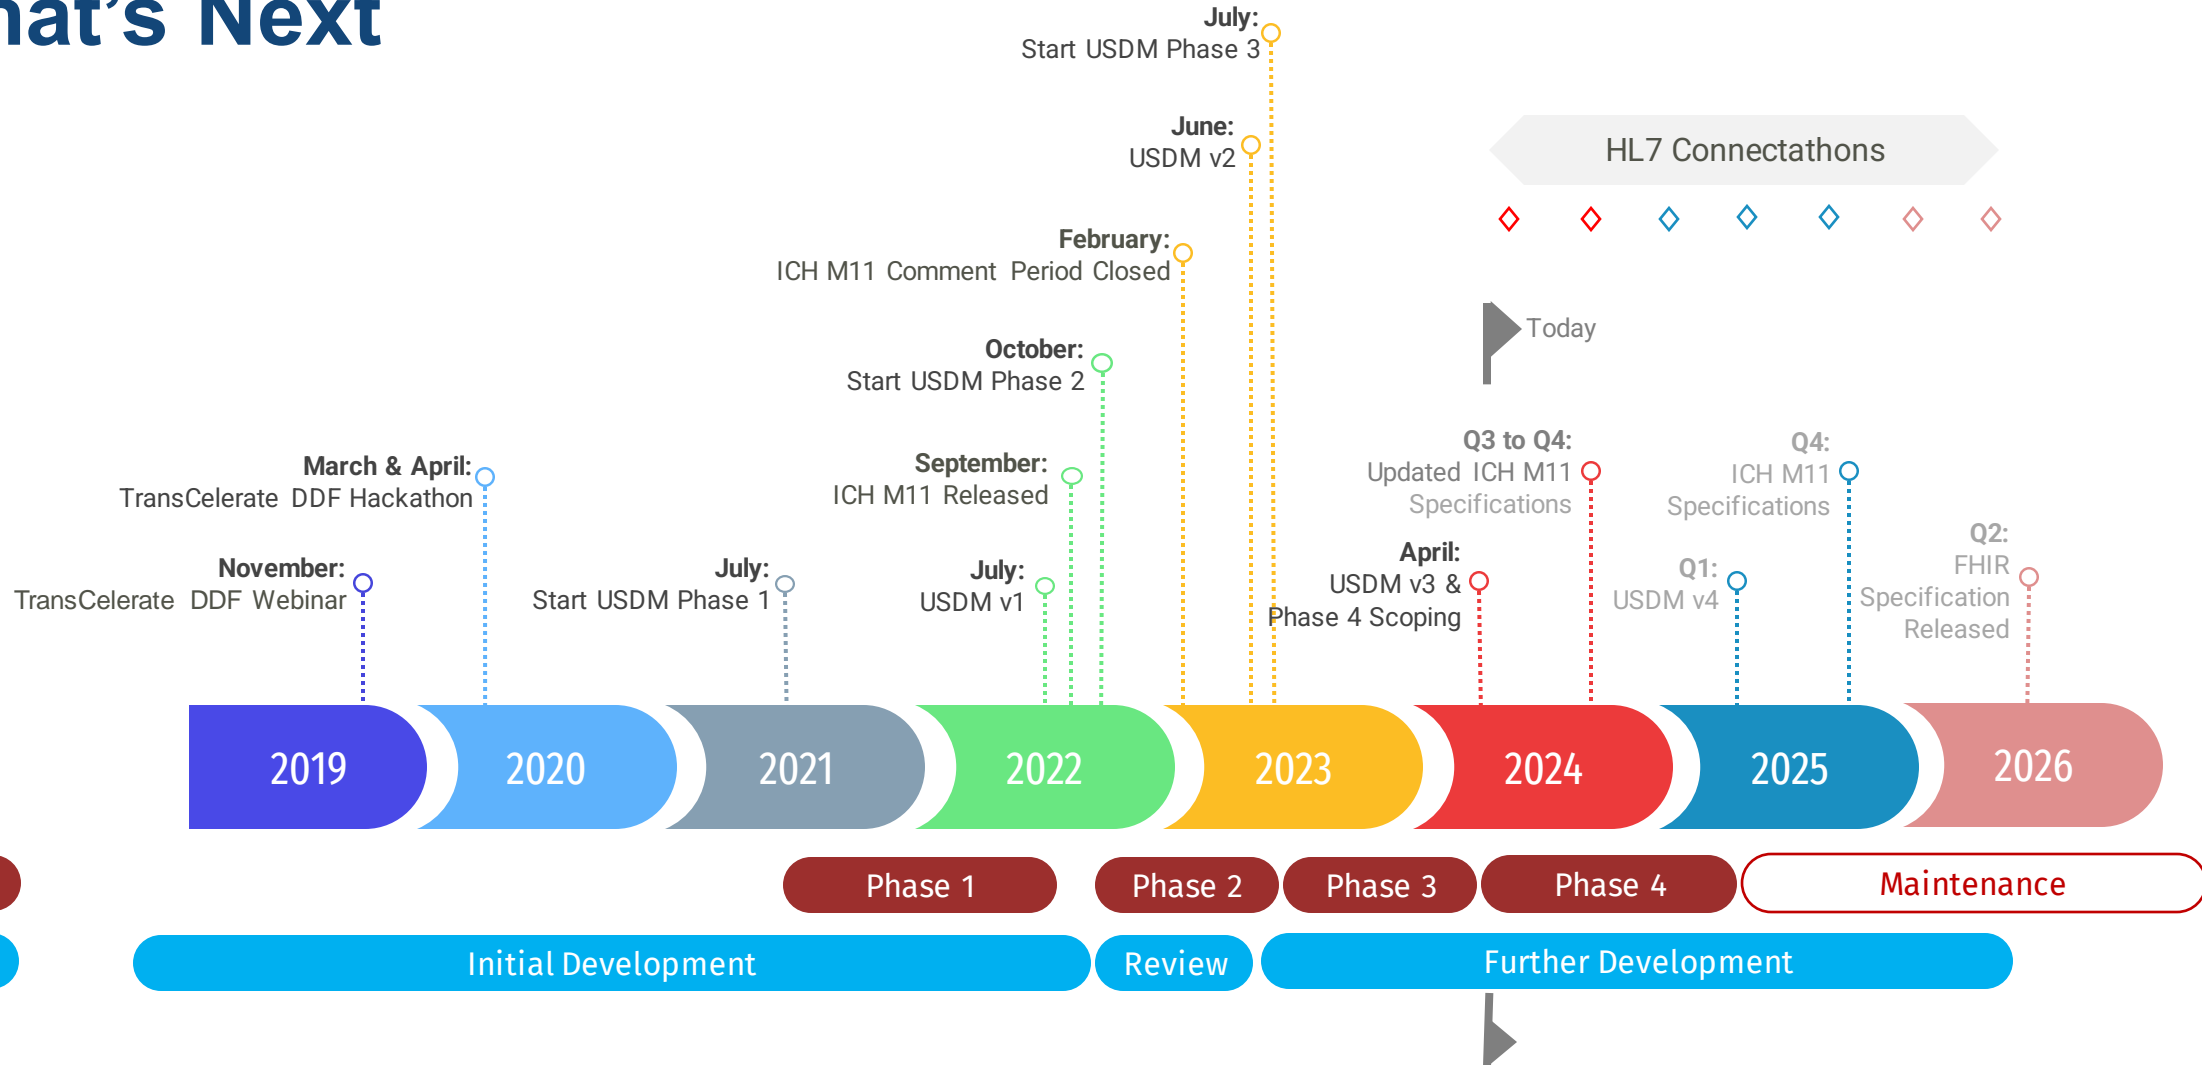 hat's Next
July:
Start USDM Phase 3
June:
USDM v2
HL7 Connectathons
February:
ICH M11 Comment Period Closed
Today
October:
Start USDM Phase 2
March & April:
TransCelerate DDF Hackathon
September:
ICH M11 Released
Q3 to Q4:
Updated ICH M11
Specifications
Q4:
ICH M11
Specifications
November:
TransCelerate DDF Webinar
July:
Start USDM Phase 1
July:
USDM v1
April:
USDM v3 &
Phase 4 Scoping
Q1:
USDM v4
Q2:
FHIR
Specification
Released
2019
2020
2021
2022
2023
2024
2025
2026
Phase 1
Phase 2
Phase 3
Phase 4
Maintenance
Initial Development
Review
Further Development